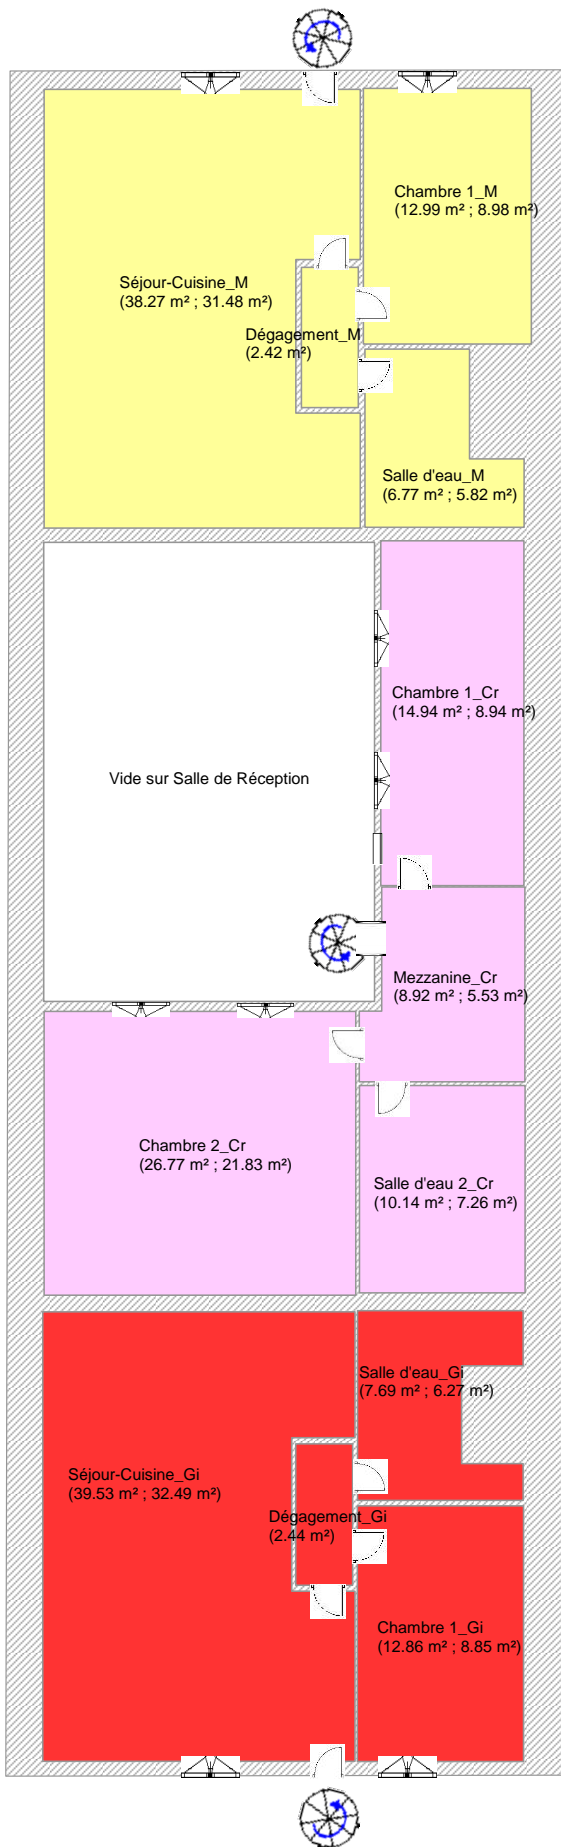 Chambre 1_M
(12.99 m² ; 8.98 m²)
Séjour-Cuisine_M
(38.27 m² ; 31.48 m²)
Dégagement_M
(2.42 m²)
Salle d'eau_M
(6.77 m² ; 5.82 m²)
Chambre 1_Cr
(14.94 m² ; 8.94 m²)
Vide sur Salle de Réception
Mezzanine_Cr
(8.92 m² ; 5.53 m²)
Chambre 2_Cr
(26.77 m² ; 21.83 m²)
Salle d'eau 2_Cr
(10.14 m² ; 7.26 m²)
Salle d'eau_Gi
(7.69 m² ; 6.27 m²)
Séjour-Cuisine_Gi
(39.53 m² ; 32.49 m²)
Dégagement_Gi
(2.44 m²)
Chambre 1_Gi
(12.86 m² ; 8.85 m²)